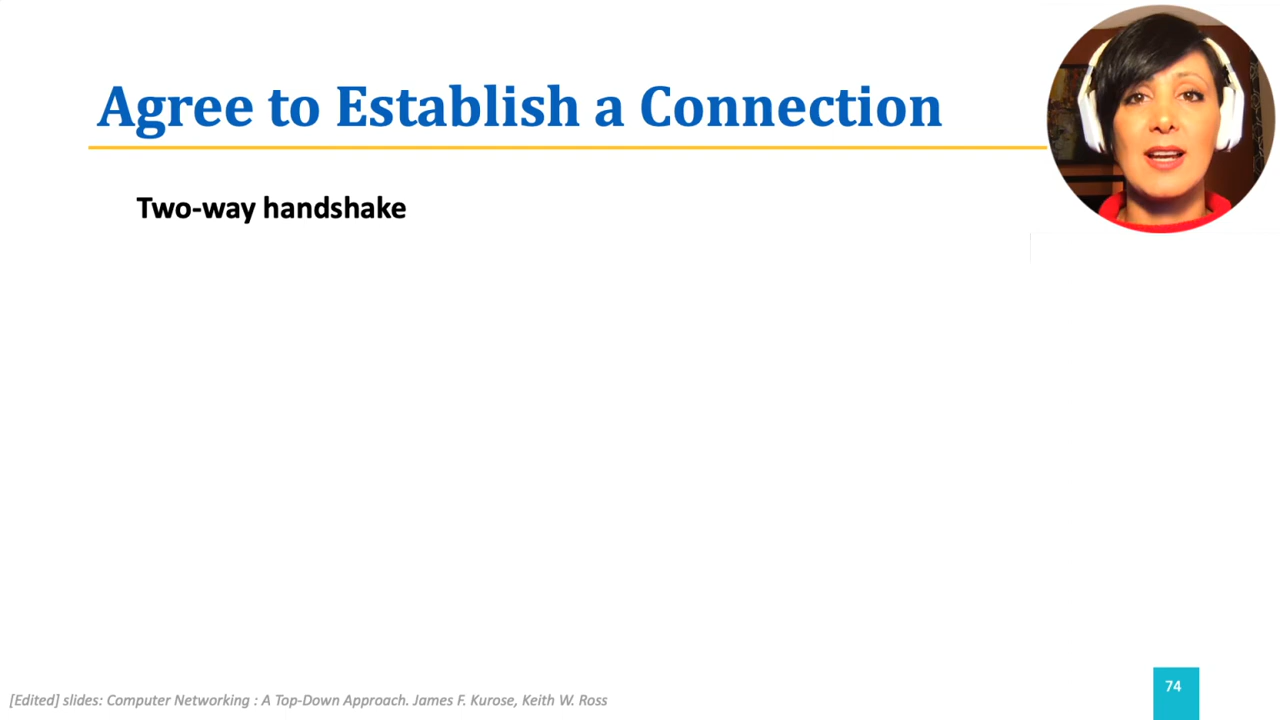 Agree to Establish a Connection
Two-way handshake
[Edited] slides: Computer Networking : A Top-Down Approach. James F. Kurose, Keith W. Ross
74